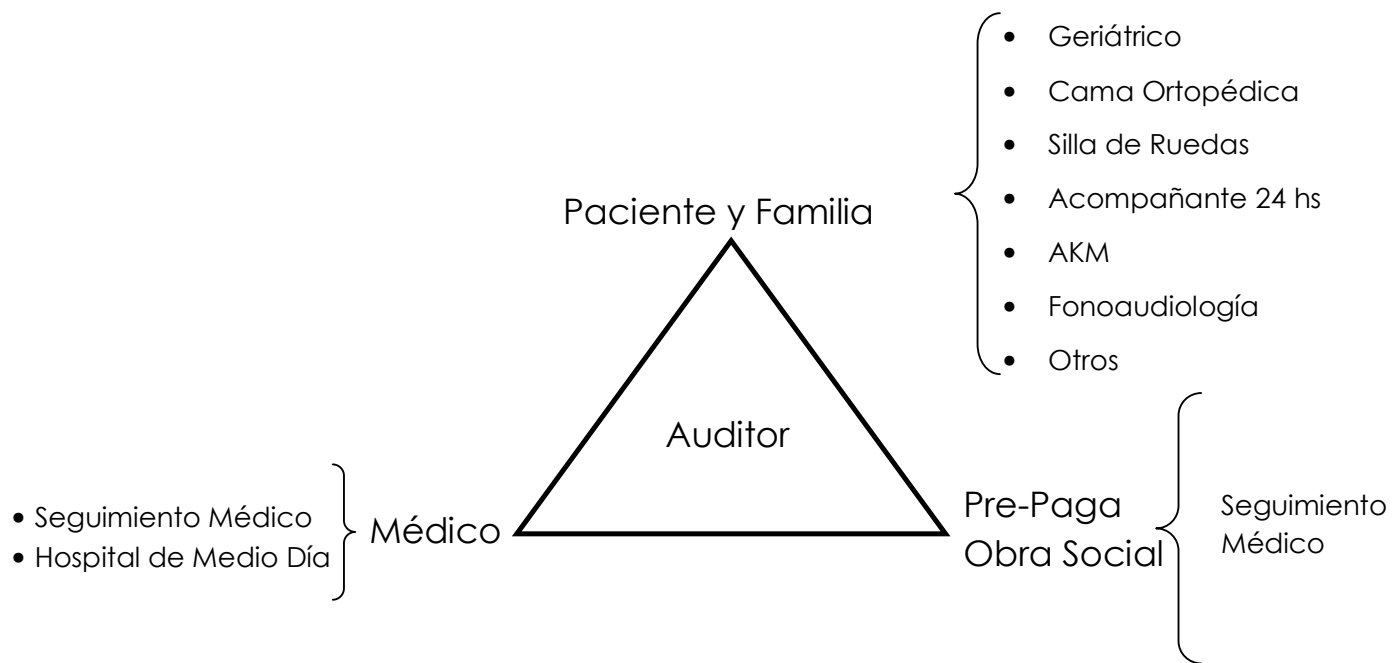 • Geriátrico
• Cama Ortopédica
• Silla de Ruedas
• Acompañante 24 hs
• AKM
• Fonoaudiología
• Otros
Paciente y Familia
Auditor
• Seguimiento Médico
• Hospital de Medio Día
Médico
Pre-Paga
Obra Social
Seguimiento
Médico